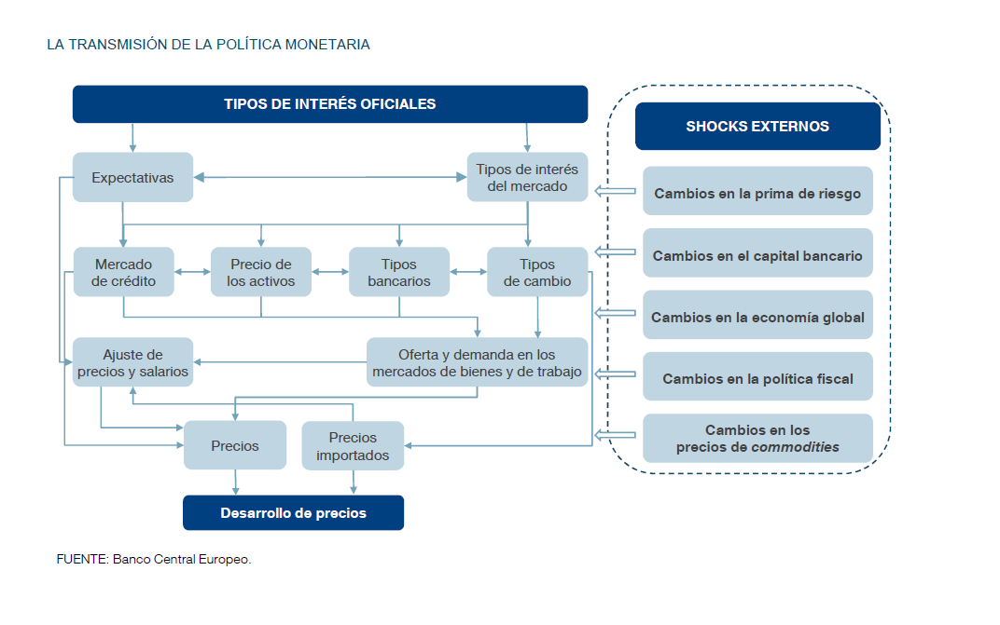 LA TRANSMISIÓN DE LA POLÍTICA MONETARIA
TIPOS DE INTERÉS OFICIALES
SHOCKS EXTERNOS
Expectativas
Tipos de interés
del mercado
Cambios en la prima de riesgo
Mercado
de crédito
Precio de
los activos
Tipos
bancarios
Tipos
de cambio
Cambios en el capital bancario
Cambios en la economía global
Ajuste de
precios y salarios
Oferta y demanda en los
mercados de bienes y de trabajo
Cambios en la política fiscal
Precios
Precios
importados
Cambios en los
precios de commodities
Desarrollo de precios
FUENTE: Banco Central Europeo.